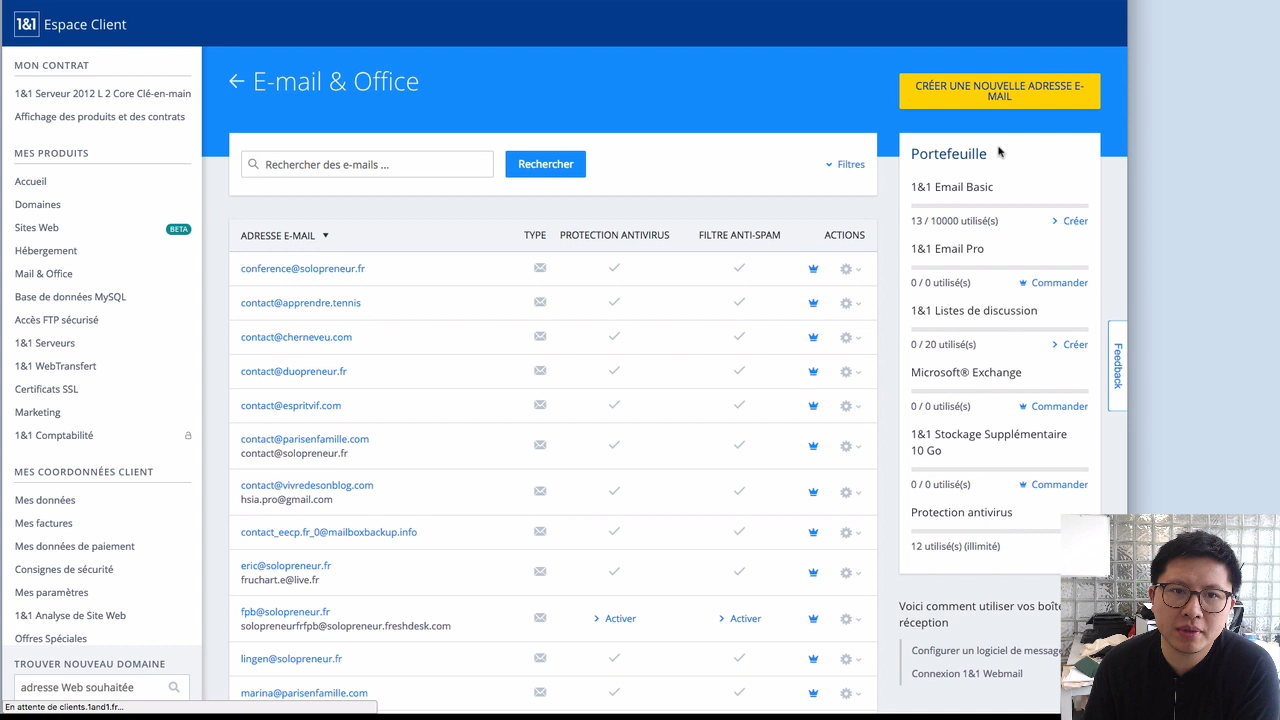 1&1 Espace Client
MON CONTRAT
1&1 Serveur 2012 L 2 Core Clé-en-main
Affichage des produits et des contrats
MES PRODUITS
Accueil
Domaines
Sites Web BETA
Hébergement
Mail & Office
Base de données MySQL
Accès FTP sécurisé
1&1 Serveurs
1&1 WebTransfert
Certificats SSL
Marketing
1&1 Comptabilité
MES COORDONNÉES CLIENT
Mes données
Mes factures
Mes données de paiement
Consignes de sécurité
Mes paramètres
1&1 Analyse de Site Web
Offres Spéciales
TROUVER NOUVEAU DOMAINE
adresse Web souhaitée
En attente de clients.1and1.fr...
E-mail & Office
CRÉER UNE NOUVELLE ADRESSE E-
MAIL
Rechercher des e-mails ...
Rechercher
Filtres
ADRESSE E-MAIL TYPE PROTECTION ANTIVIRUS FILTRE ANTI-SPAM ACTIONS
conference@solopreneur.fr
contact@apprendre.tennis
contact@cherneveu.com
contact@duopreneur.fr
contact@espritvif.com
contact@parisenfamille.com
contact@solopreneur.fr
contact@vivredesonblog.com
hsia.pro@gmail.com
contact_eecp.fr_0@mailboxbackup.info
eric@solopreneur.fr
fruchart.e@live.fr
fpb@solopreneur.fr
solopreneurfrfpb@solopreneur.freshdesk.com
Activer Activer
lingen@solopreneur.fr
marina@parisenfamille.com
Portefeuille
1&1 Email Basic
13 / 10000 utilisé(s) Créer
1&1 Email Pro
0 / 0 utilisé(s) Commander
1&1 Listes de discussion
0 / 20 utilisé(s) Créer
Microsoft® Exchange
0 / 0 utilisé(s) Commander
1&1 Stockage Supplémentaire
10 Go
0 / 0 utilisé(s) Commander
Protection antivirus
12 utilisé(s) (illimité)
Voici comment utiliser vos boît
réception
Configurer un logiciel de message
Connexion 1&1 Webmail
Feedback